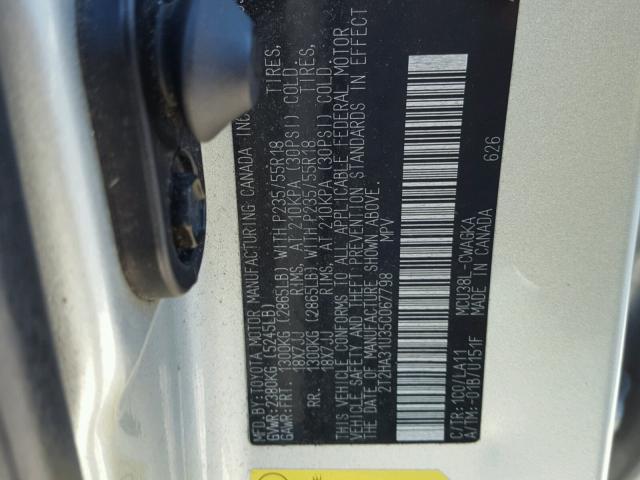 MFD.BY:TOYOTA MOTOR MANUFACTURING CANADA INC.
GVWR:2380KG (5245LB)
GAWR:FRT. 1300KG (2865LB) WITH P235/55R18 TIRES,
18X7JJ RIMS, AT 210KPA (30PSI) COLD.
RR. 1300KG (2865LB) WITH P235/55R18 TIRES,
18X7JJ RIMS, AT 210KPA (30PSI) COLD.
THIS VEHICLE CONFORMS TO ALL APPLICABLE FEDERAL MOTOR
VEHICLE SAFETY AND THEFT PREVENTION STANDARDS IN EFFECT ON
THE DATE OF MANUFACTURE SHOWN ABOVE.
2T2HA31U350067798 MPV
626
C/TR:1C0/LA11 MCU38L-CWAGKA
A/TM:-01B/U151F MADE IN CANADA